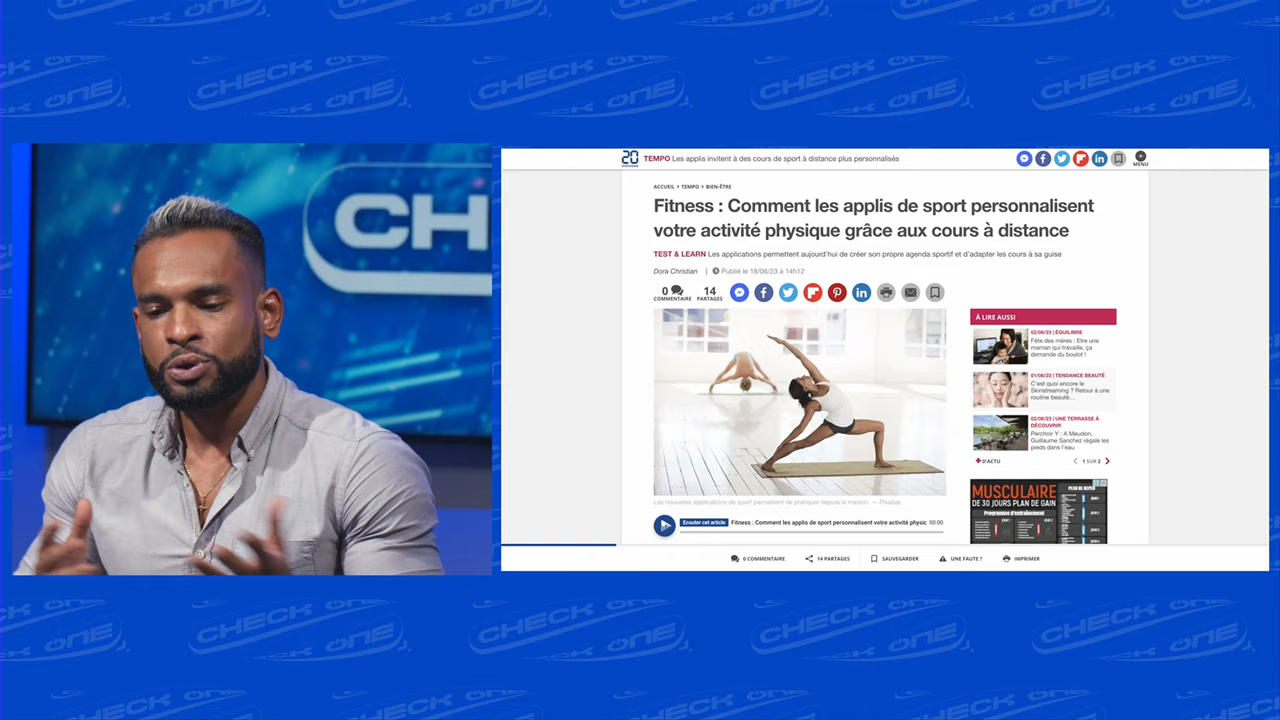 CHECK ONE
CH
20
TEMPO Les applis invitent à des cours de sport à distance plus personnalisés
MENU
ACCUEIL > TEMPO > BIEN-ÊTRE
Fitness : Comment les applis de sport personnalisent
votre activité physique grâce aux cours à distance
TEST & LEARN Les applications permettent aujourd'hui de créer son propre agenda sportif et d'adapter les cours à sa guise
Dora Christian | Publié le 18/06/23 à 14h12
0
COMMENTAIRE
14
PARTAGES
À LIRE AUSSI
02/06/23 | ÉQUILIBRE
Fête des mères : Etre une
maman qui travaille, ça
demande du boulot !
01/06/23 | TENDANCE BEAUTÉ
C'est quoi encore le
Skinstreaming ? Retour à une
routine beauté...
02/06/23 | UNE TERRASSE À
DÉCOUVRIR
Perchoir Y : A Meudon,
Guillaume Sanchez régale les
pieds dans l'eau
+ D'ACTU
1 SUR 2
MUSCULAIRE
DE 30 JOURS PLAN DE GAIN
Programme d'entraînement
PLAN DE REPAS
Les nouvelles applications de sport permettent de pratiquer depuis la maison. — Pixabay
Ecouter cet article
Fitness : Comment les applis de sport personnalisent votre activité physic
00:00
0 COMMENTAIRE
14 PARTAGES
SAUVEGARDER
UNE FAUTE ?
IMPRIMER